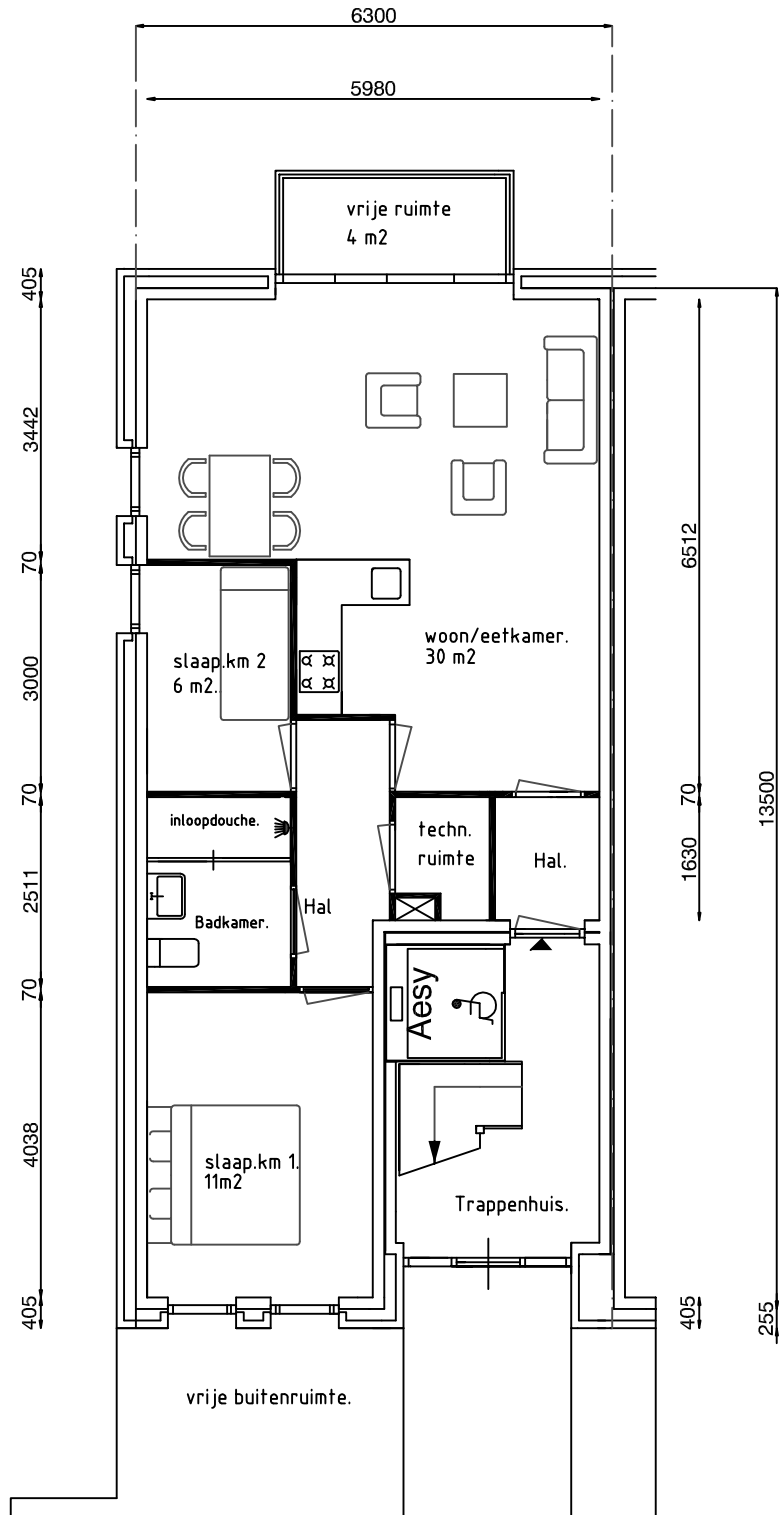 6300
5980
vrije ruimte
4 m2
405
3442
70
3000
70
2511
70
4038
405
6512
70
1630
405
13500
255
woon/eetkamer.
30 m2
slaap.km 2
6 m2.
inloopdouche.
techn.
ruimte
Hal.
Hal
Badkamer.
Aesy
slaap.km 1.
11m2
Trappenhuis.
vrije buitenruimte.